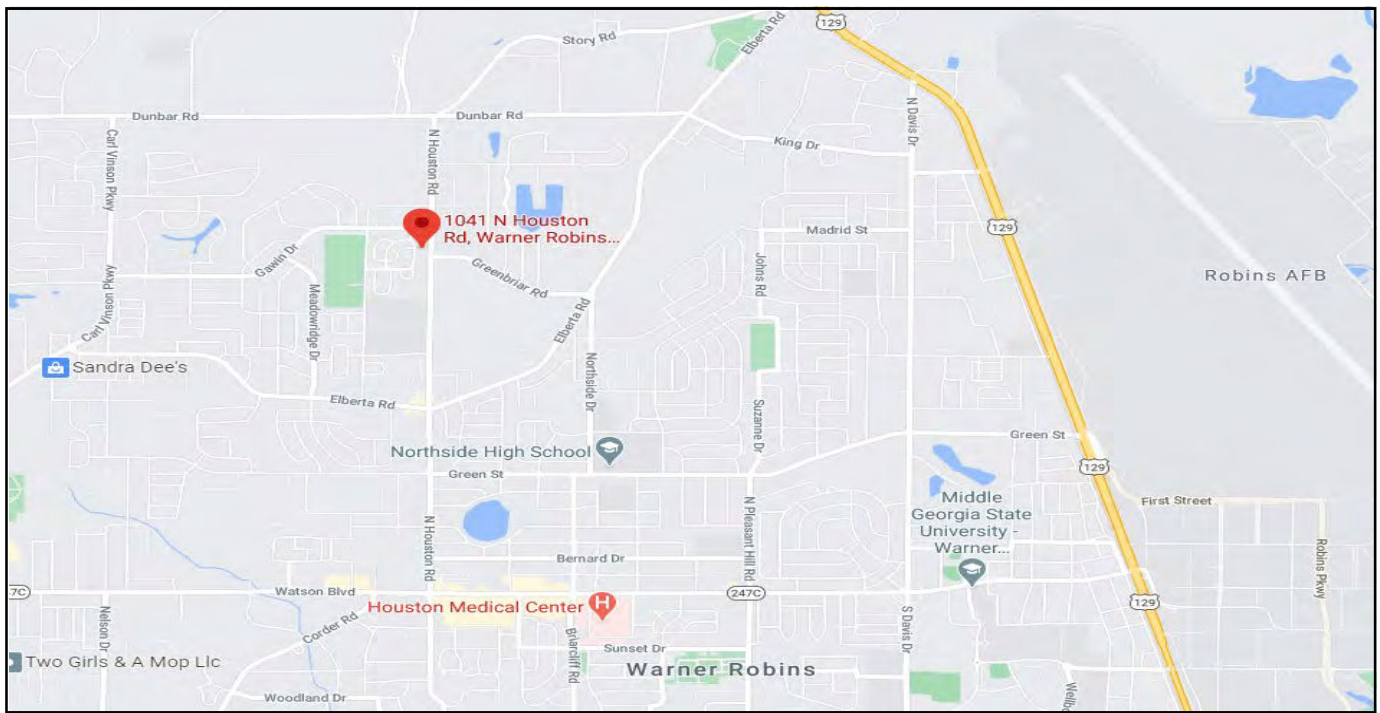 129
Elberta Rd
Story Rd
Dunbar Rd
Dunbar Rd
N Houston Rd
N Davis Dr
King Dr
Carl Vinson Pkwy
1041 N Houston
Rd, Warner Robins...
Madrid St
129
Gawin Dr
Greenbriar Rd
Johns Rd
Robins AFB
Meadowridge Dr
Elberta Rd
Carl Vinson Pkwy
Sandra Dee's
Northside Dr
Elberta Rd
Suzanne Dr
Northside High School
Green St
Green St
129
First Street
Middle
Georgia State
University -
Warner...
N Houston Rd
N Pleasant Hill Rd
Bernard Dr
Robins Pkwy
7C
Watson Blvd
247C
129
Houston Medical Center
H
Nelson Dr
Corder Rd
Briarcliff Rd
Sunset Dr
S Davis Dr
Two Girls & A Mop Llc
Warner Robins
Woodland Dr
Wellbo